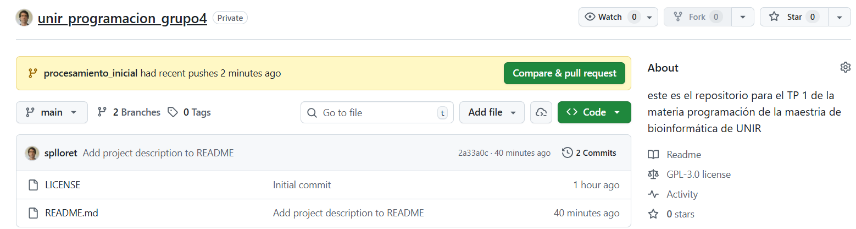 unir_programacion_grupo4 Private Watch 0 Fork 0 Star 0
procesamiento_inicial had recent pushes 2 minutes ago Compare & pull request
main 2 Branches 0 Tags Go to file t Add file Code
splloret Add project description to README 2a33a0c · 40 minutes ago 2 Commits
LICENSE Initial commit 1 hour ago
README.md Add project description to README 40 minutes ago
About
este es el repositorio para el TP 1 de la
materia programación de la maestria de
bioinformática de UNIR
Readme
GPL-3.0 license
Activity
0 stars